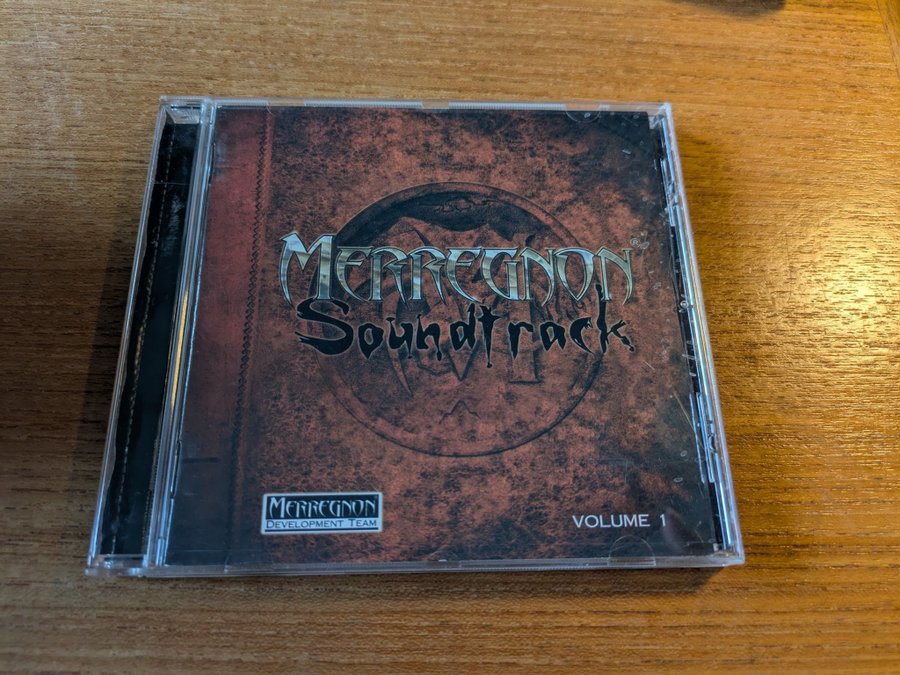 MERREGNON®
Soundtrack
MERREGNON
DEVELOPMENT TEAM
VOLUME 1